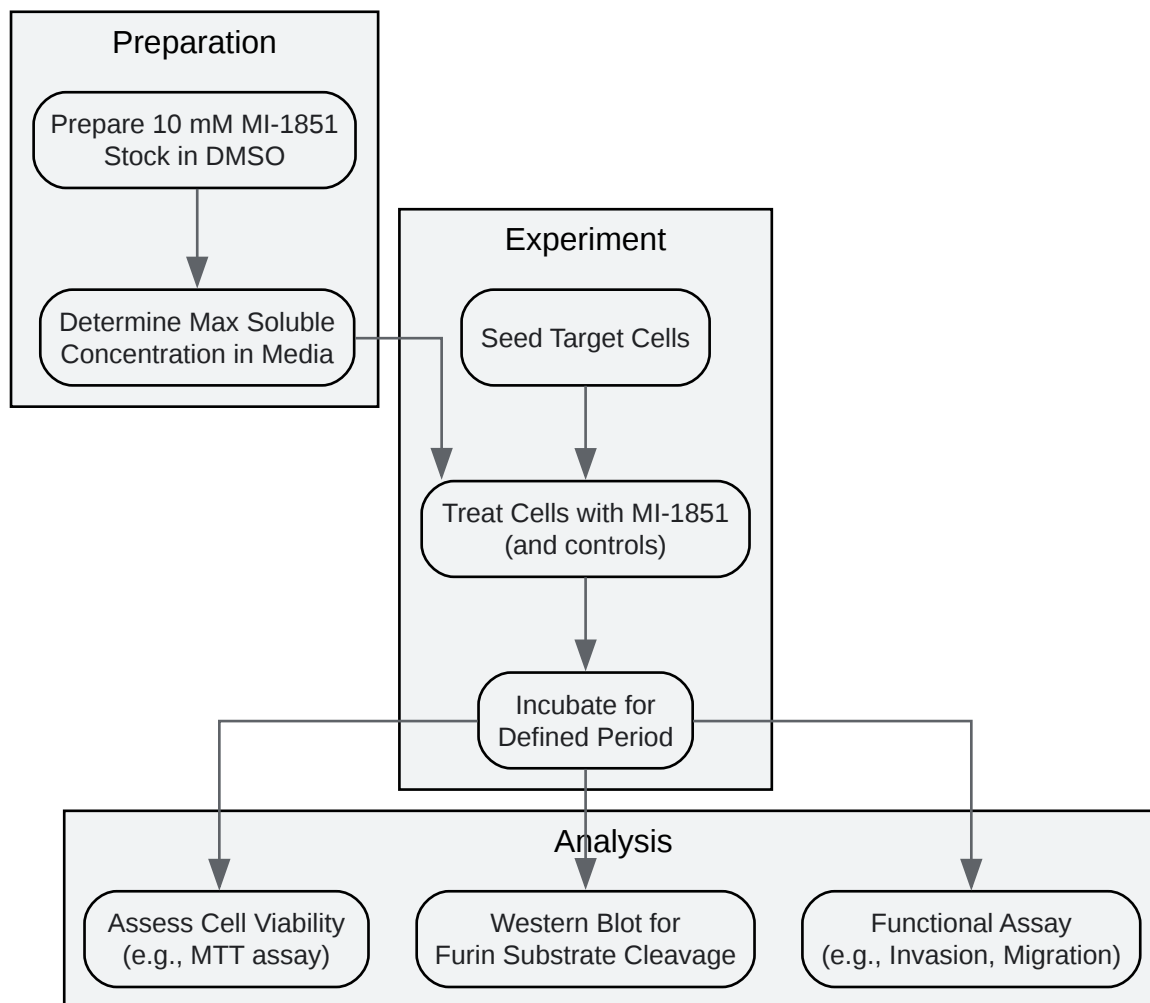 Preparation
Prepare 10 mM MI-1851
Stock in DMSO
Determine Max Soluble
Concentration in Media
Experiment
Seed Target Cells
Treat Cells with MI-1851
(and controls)
Incubate for
Defined Period
Analysis
Assess Cell Viability
(e.g., MTT assay)
Western Blot for
Furin Substrate Cleavage
Functional Assay
(e.g., Invasion, Migration)